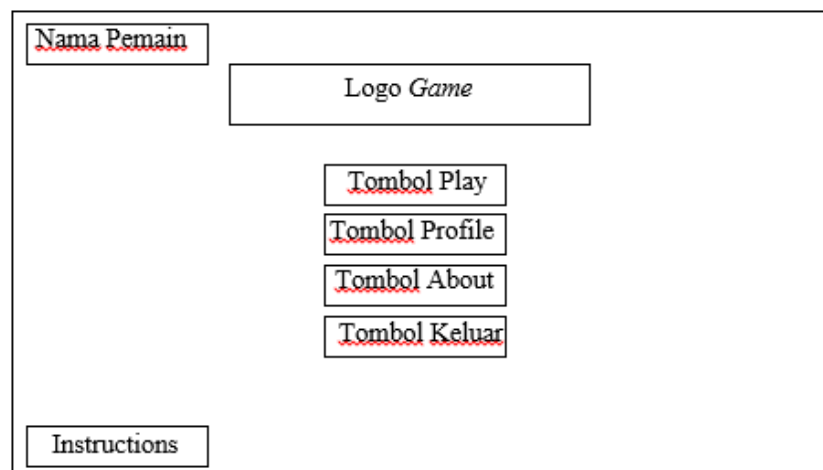 Nama Pemain
Logo Game
Tombol Play
Tombol Profile
Tombol About
Tombol Keluar
Instructions